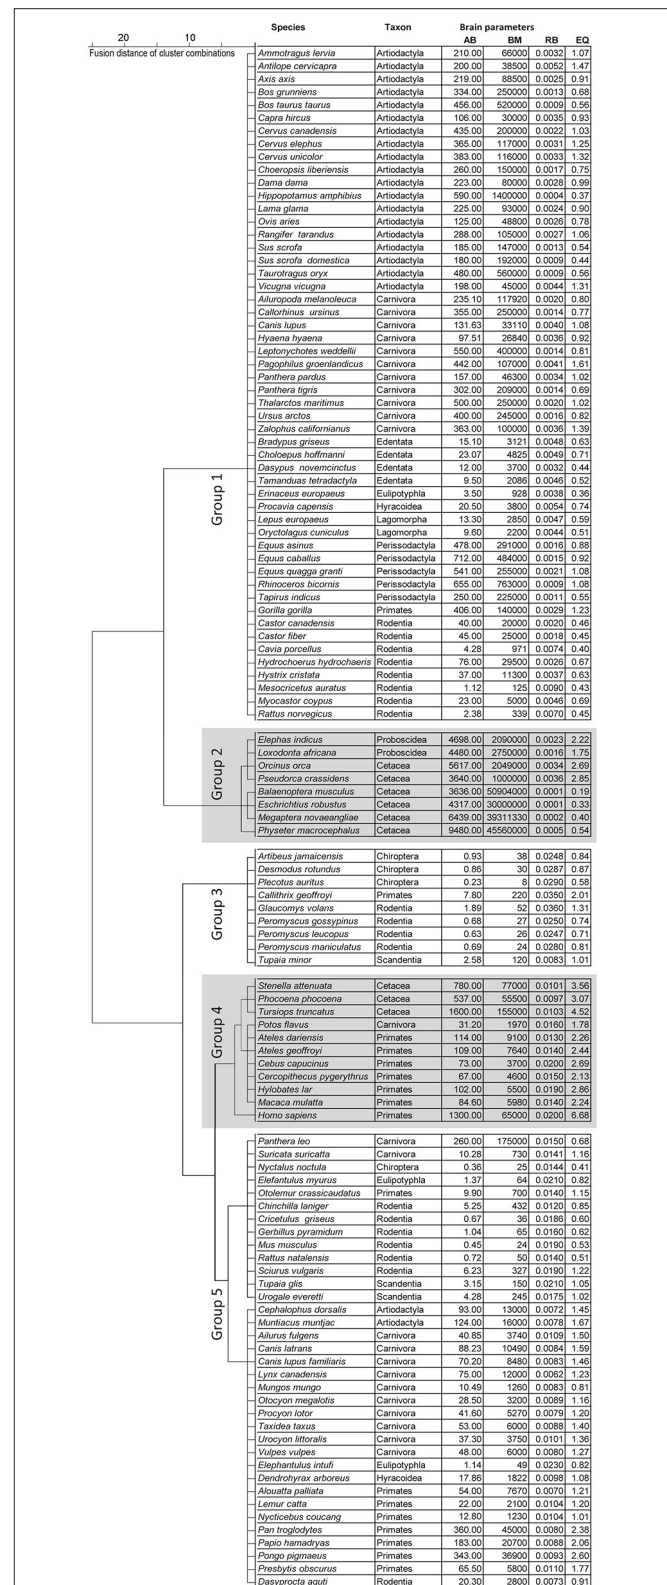 Species Taxon Brain parameters
20 10 AB BM RB EQ
Fusion distance of cluster combinations
Ammotragus lervia Artiodactyla 210.00 66000 0.0032 1.07
Antilope cervicapra Artiodactyla 200.00 38500 0.0052 1.47
Axis axis Artiodactyla 219.00 88500 0.0025 0.91
Bos grunniens Artiodactyla 334.00 250000 0.0013 0.68
Bos taurus taurus Artiodactyla 456.00 520000 0.0009 0.56
Capra hircus Artiodactyla 106.00 30000 0.0035 0.93
Cervus canadensis Artiodactyla 435.00 200000 0.0022 1.03
Cervus elephus Artiodactyla 365.00 117000 0.0031 1.25
Cervus unicolor Artiodactyla 383.00 116000 0.0033 1.32
Choeropsis liberiensis Artiodactyla 260.00 150000 0.0017 0.75
Dama dama Artiodactyla 223.00 80000 0.0028 0.99
Hippopotamus amphibius Artiodactyla 590.00 1400000 0.0004 0.37
Lama glama Artiodactyla 225.00 93000 0.0024 0.90
Ovis aries Artiodactyla 125.00 48800 0.0026 0.78
Rangifer tarandus Artiodactyla 288.00 105000 0.0027 1.06
Sus scrofa Artiodactyla 185.00 147000 0.0013 0.54
Sus scrofa domestica Artiodactyla 180.00 192000 0.0009 0.44
Taurotragus oryx Artiodactyla 480.00 560000 0.0009 0.56
Vicugna vicugna Artiodactyla 198.00 45000 0.0044 1.31
Ailuropoda melanoleuca Carnivora 235.10 117920 0.0020 0.80
Callorhinus ursinus Carnivora 355.00 250000 0.0014 0.77
Canis lupus Carnivora 131.63 33110 0.0040 1.08
Hyaena hyaena Carnivora 97.51 26840 0.0036 0.92
Leptonychotes weddellii Carnivora 550.00 400000 0.0014 0.81
Pagophilus groenlandicus Carnivora 442.00 107000 0.0041 1.61
Panthera pardus Carnivora 157.00 46300 0.0034 1.02
Panthera tigris Carnivora 302.00 209000 0.0014 0.69
Thalarctos maritimus Carnivora 500.00 250000 0.0020 1.02
Ursus arctos Carnivora 400.00 245000 0.0016 0.82
Zalophus californianus Carnivora 363.00 100000 0.0036 1.39
Bradypus griseus Edentata 15.10 3121 0.0048 0.63
Choloepus hoffmanni Edentata 23.07 4825 0.0049 0.71
Dasypus novemcinctus Edentata 12.00 3700 0.0032 0.44
Tamanduas tetradactyla Edentata 9.50 2086 0.0046 0.52
Erinaceus europaeus Eulipotyphla 3.50 928 0.0038 0.36
Procavia capensis Hyracoidea 20.50 3800 0.0054 0.74
Lepus europaeus Lagomorpha 13.30 2850 0.0047 0.59
Oryctolagus cuniculus Lagomorpha 9.60 2200 0.0044 0.51
Equus asinus Perissodactyla 478.00 291000 0.0016 0.88
Equus caballus Perissodactyla 712.00 484000 0.0015 0.92
Equus quagga granti Perissodactyla 541.00 255000 0.0021 1.08
Rhinoceros bicornis Perissodactyla 655.00 763000 0.0009 1.08
Tapirus indicus Perissodactyla 250.00 225000 0.0011 0.55
Gorilla gorilla Primates 406.00 140000 0.0029 1.23
Castor canadensis Rodentia 40.00 20000 0.0020 0.46
Castor fiber Rodentia 45.00 25000 0.0018 0.45
Cavia porcellus Rodentia 4.28 971 0.0074 0.40
Hydrochoerus hydrochaeris Rodentia 76.00 29500 0.0026 0.67
Hystrix cristata Rodentia 37.00 11300 0.0037 0.63
Mesocricetus auratus Rodentia 1.12 125 0.0090 0.43
Myocastor coypus Rodentia 23.00 5000 0.0046 0.69
Rattus norvegicus Rodentia 2.38 339 0.0070 0.45
Group 1
Elephas indicus Proboscidea 4698.00 2090000 0.0023 2.22
Loxodonta africana Proboscidea 4480.00 2750000 0.0016 1.75
Orcinus orca Cetacea 5617.00 2049000 0.0034 2.69
Pseudorca crassidens Cetacea 3640.00 1000000 0.0036 2.85
Balaenoptera musculus Cetacea 3636.00 50904000 0.0001 0.19
Eschrichtius robustus Cetacea 4317.00 30000000 0.0001 0.33
Megaptera novaeangliae Cetacea 6439.00 39311330 0.0002 0.40
Physeter macrocephalus Cetacea 9480.00 45560000 0.0005 0.54
Group 2
Artibeus jamaicensis Chiroptera 0.93 38 0.0248 0.84
Desmodus rotundus Chiroptera 0.86 30 0.0287 0.87
Plecotus auritus Chiroptera 0.23 8 0.0290 0.58
Callithrix geoffroyi Primates 7.80 220 0.0350 2.01
Glaucomys volans Rodentia 1.89 52 0.0360 1.31
Peromyscus gossypinus Rodentia 0.68 27 0.0250 0.74
Peromyscus leucopus Rodentia 0.63 26 0.0247 0.71
Peromyscus maniculatus Rodentia 0.69 24 0.0280 0.81
Tupaia minor Scandentia 2.58 120 0.0083 1.01
Group 3
Stenella attenuata Cetacea 780.00 77000 0.0101 3.56
Phocoena phocoena Cetacea 537.00 55500 0.0097 3.07
Tursiops truncatus Cetacea 1600.00 155000 0.0103 4.52
Potos flavus Carnivora 31.20 1970 0.0160 1.78
Ateles dariensis Primates 114.00 9100 0.0130 2.26
Ateles geoffroyi Primates 109.00 7640 0.0140 2.44
Cebus capucinus Primates 73.00 3700 0.0200 2.69
Cercopithecus pygerythrus Primates 67.00 4600 0.0150 2.13
Hylobates lar Primates 102.00 5500 0.0190 2.86
Macaca mulatta Primates 84.60 5980 0.0140 2.24
Homo sapiens Primates 1300.00 65000 0.0200 6.68
Group 4
Panthera leo Carnivora 260.00 175000 0.0150 0.68
Suricata suricatta Carnivora 10.28 730 0.0141 1.16
Nyctalus noctula Chiroptera 0.36 25 0.0144 0.41
Elefantulus myurus Eulipotyphla 1.37 64 0.0210 0.82
Otolemur crassicaudatus Primates 9.90 700 0.0140 1.15
Chinchilla laniger Rodentia 5.25 432 0.0120 0.85
Cricetulus griseus Rodentia 0.67 36 0.0186 0.60
Gerbillus pyramidum Rodentia 1.04 65 0.0160 0.62
Mus musculus Rodentia 0.45 24 0.0190 0.53
Rattus natalensis Rodentia 0.72 50 0.0140 0.51
Sciurus vulgaris Rodentia 6.23 327 0.0190 1.22
Tupaia glis Scandentia 3.15 150 0.0210 1.05
Urogale everetti Scandentia 4.28 245 0.0175 1.02
Cephalophus dorsalis Artiodactyla 93.00 13000 0.0072 1.45
Muntiacus muntjac Artiodactyla 124.00 16000 0.0078 1.67
Ailurus fulgens Carnivora 40.85 3740 0.0109 1.50
Canis latrans Carnivora 88.23 10490 0.0084 1.59
Canis lupus familiaris Carnivora 70.20 8480 0.0083 1.46
Lynx canadensis Carnivora 75.00 12000 0.0062 1.23
Mungos mungo Carnivora 10.49 1260 0.0083 0.81
Otocyon megalotis Carnivora 28.50 3200 0.0089 1.16
Procyon lotor Carnivora 41.60 5270 0.0079 1.20
Taxidea taxus Carnivora 53.00 6000 0.0088 1.40
Urocyon littoralis Carnivora 37.30 3750 0.0101 1.36
Vulpes vulpes Carnivora 48.00 6000 0.0080 1.27
Elephantulus intufi Eulipotyphla 1.14 49 0.0230 0.82
Dendrohyrax arboreus Hyracoidea 17.86 1822 0.0098 1.08
Alouatta palliata Primates 54.00 7670 0.0070 1.21
Lemur catta Primates 22.00 2100 0.0104 1.20
Nycticebus coucang Primates 12.80 1230 0.0104 1.01
Pan troglodytes Primates 360.00 45000 0.0080 2.38
Papio hamadryas Primates 183.00 20700 0.0088 2.06
Pongo pigmaeus Primates 343.00 36900 0.0093 2.60
Presbytis obscurus Primates 65.50 5800 0.0110 1.77
Dasyprocta aguti Rodentia 20.30 2800 0.0073 0.91
Group 5